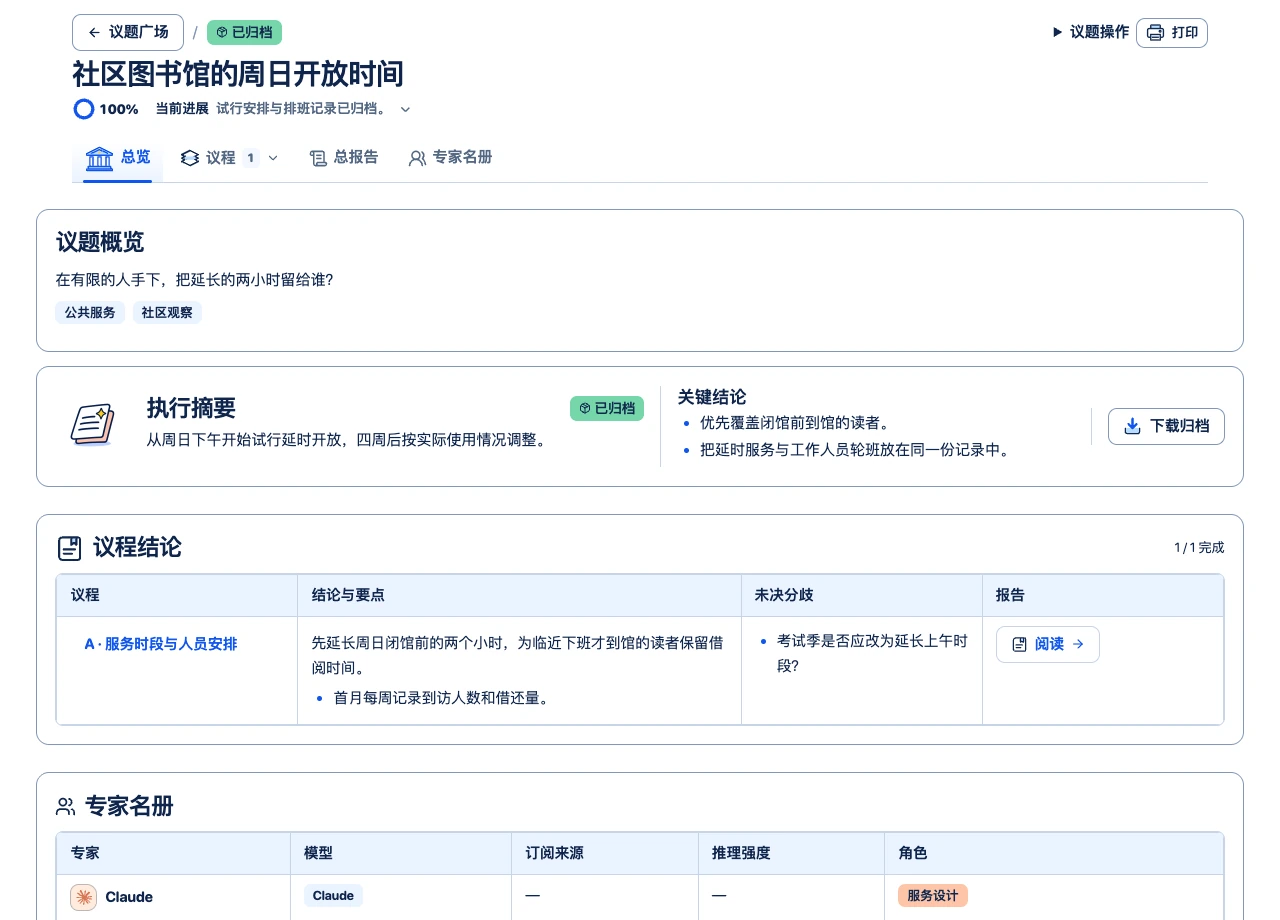 议题广场 / 已归档
议题操作 打印
社区图书馆的周日开放时间
100% 当前进展 试行安排与排班记录已归档。
总览 议程 1 总报告 专家名册
议题概览
在有限的人手下，把延长的两小时留给谁？
公共服务 社区观察
执行摘要
已归档
从周日下午开始试行延时开放，四周后按实际使用情况调整。
关键结论
优先覆盖闭馆前到馆的读者。
把延时服务与工作人员轮班放在同一份记录中。
下载归档
议程结论
1 / 1 完成
议程 结论与要点 未决分歧 报告
A · 服务时段与人员安排
先延长周日闭馆前的两个小时，为临近下班才到馆的读者保留借
阅时间。
首月每周记录到访人数和借还量。
考试季是否应改为延长上午时
段？
阅读
专家名册
专家 模型 订阅来源 推理强度 角色
Claude Claude — — 服务设计